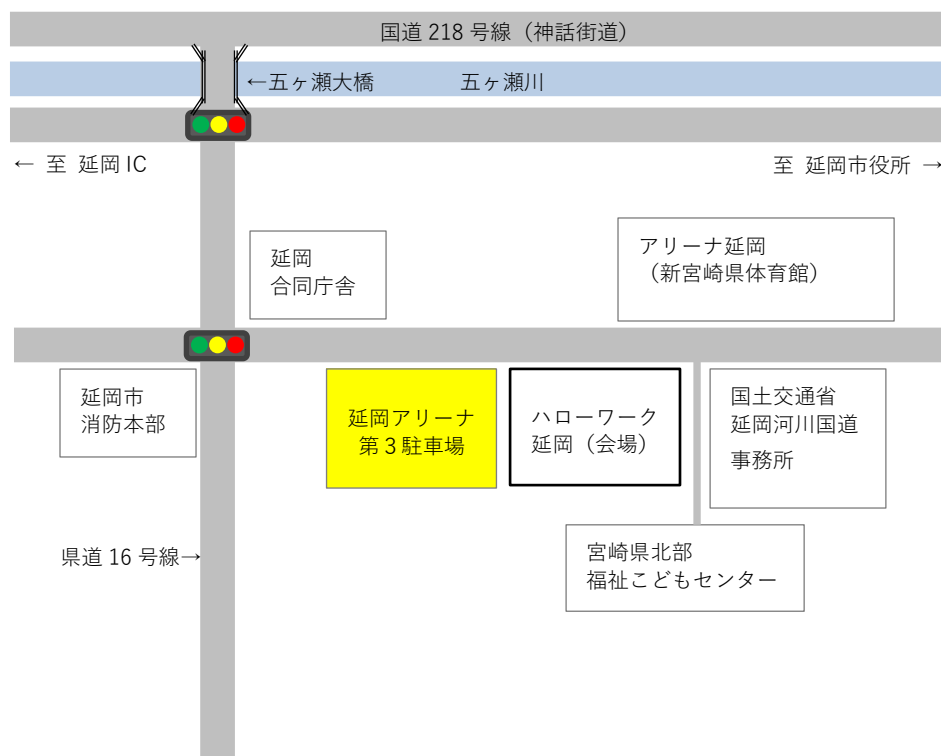 国道 218 号線（神話街道）
←五ヶ瀬大橋
五ヶ瀬川
← 至 延岡 IC
至 延岡市役所 →
延岡
合同庁舎
アリーナ延岡
（新宮崎県体育館）
延岡市
消防本部
延岡アリーナ
第３駐車場
ハローワーク
延岡（会場）
国土交通省
延岡河川国道
事務所
県道 16 号線→
宮崎県北部
福祉こどもセンター